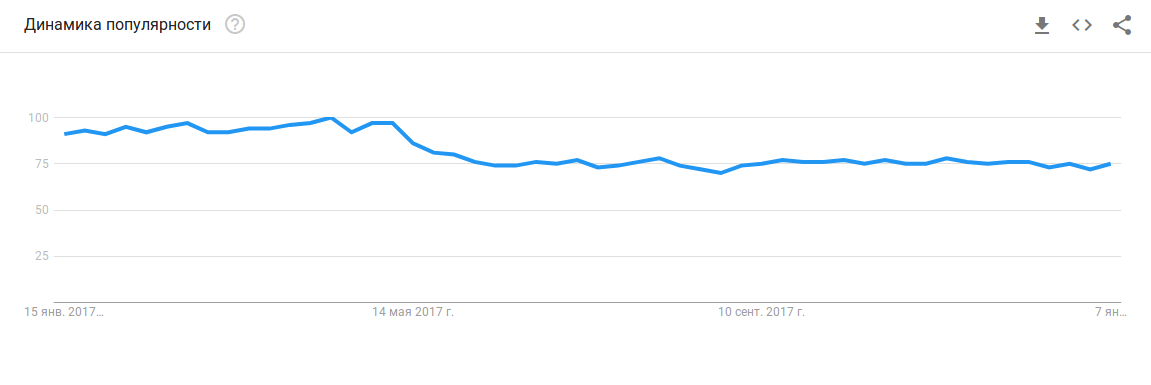 Динамика популярности ?
100
75
50
25
15 янв. 2017…
14 мая 2017 г.
10 сент. 2017 г.
7 ян…